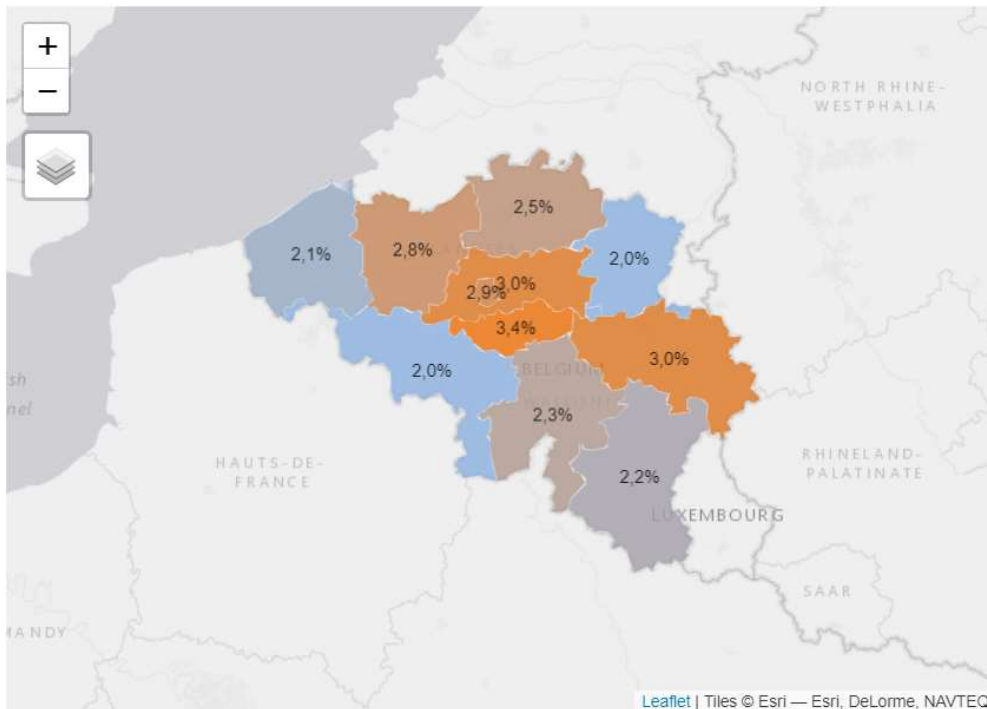 +
−
NORTH RHINE-
WESTPHALIA
2,5%
2,1%
2,8%
2,0%
3,0%
2,9%
3,4%
3,0%
2,0%
BELGIUM
2,3%
2,2%
HAUTS-DE-
FRANCE
RHINELAND-
PALATINATE
LUXEMBOURG
SAAR
Leaflet | Tiles © Esri — Esri, DeLorme, NAVTEQ